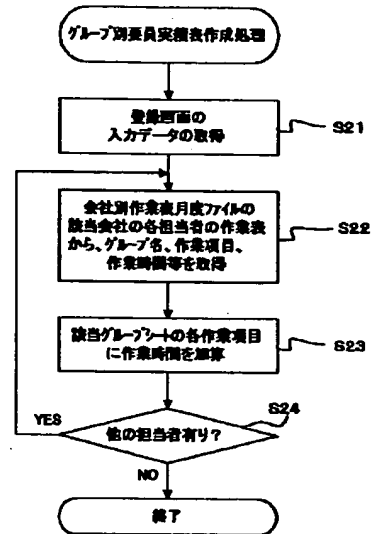 グループ別要員実績表作成処理
登録画面の
入力データの取得
S21
会社別作業表月度ファイルの
該当会社の各担当者の作業表
から、グループ名、作業項目、
作業時間等を取得
S22
該当グループシートの各作業項目
に作業時間を加算
S23
S24
YES
他の担当者有り?
NO
終了